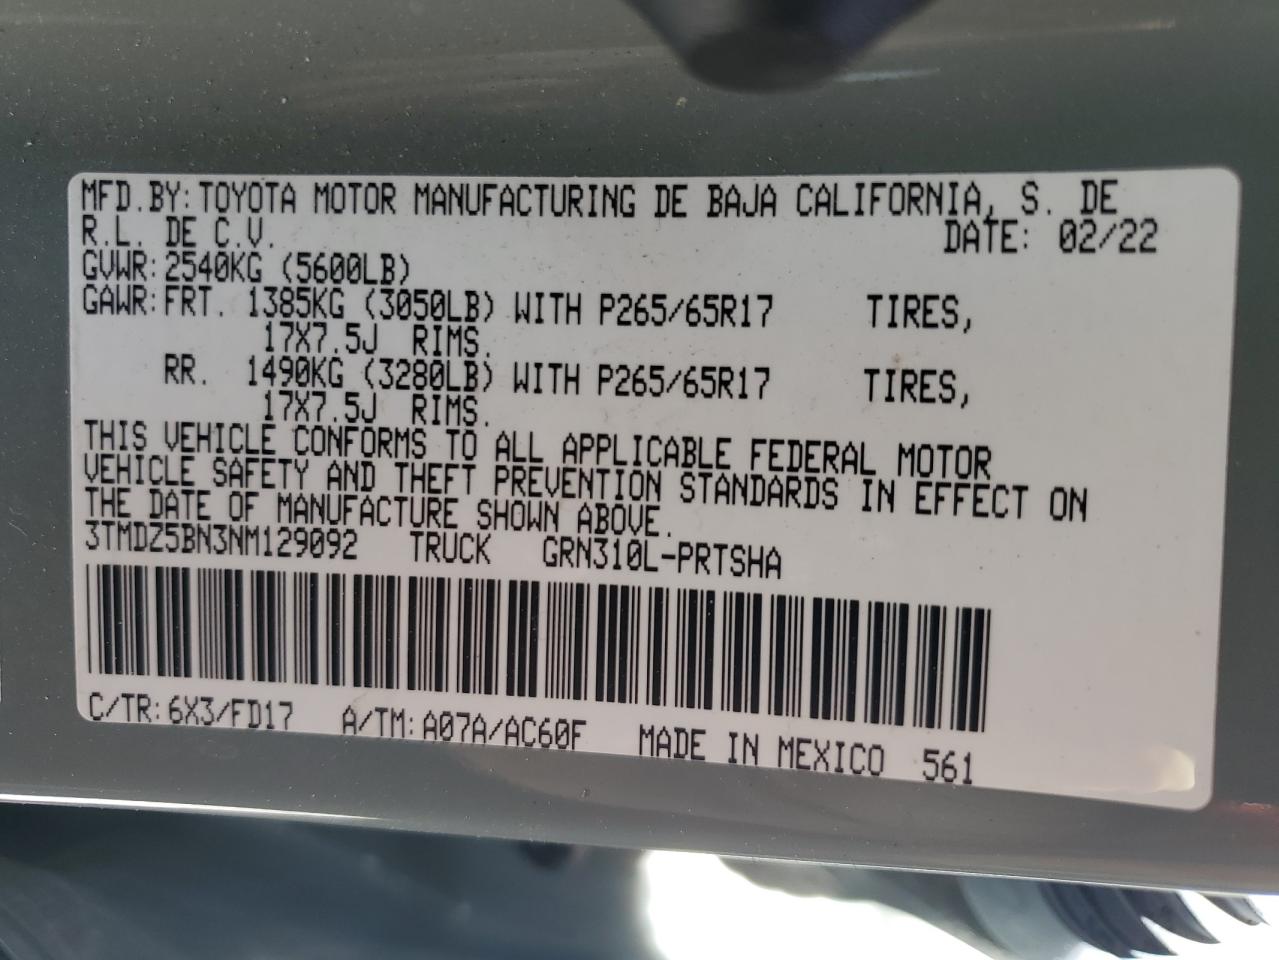 MFD.BY: TOYOTA MOTOR MANUFACTURING DE BAJA CALIFORNIA, S. DE
R.L. DE C.V. DATE: 02/22
GVWR: 2540KG (5600LB)
GAWR: FRT. 1385KG (3050LB) WITH P265/65R17 TIRES,
17X7.5J RIMS.
RR. 1490KG (3280LB) WITH P265/65R17 TIRES,
17X7.5J RIMS.
THIS VEHICLE CONFORMS TO ALL APPLICABLE FEDERAL MOTOR
VEHICLE SAFETY AND THEFT PREVENTION STANDARDS IN EFFECT ON
THE DATE OF MANUFACTURE SHOWN ABOVE.
3TMDZ5BN3NM129092 TRUCK GRN310L-PRTSHA
C/TR: 6X3/FD17 A/TM: A07A/AC60F MADE IN MEXICO 561